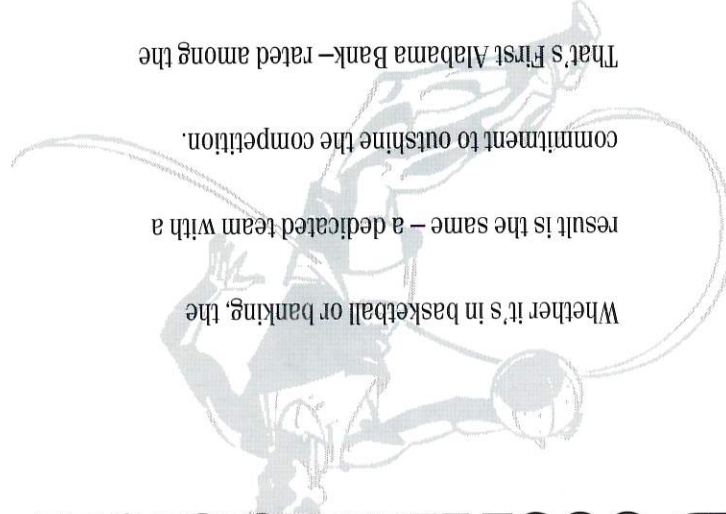 Whether it's in basketball or banking, the
result is the same – a dedicated team with a
commitment to outshine the competition.
That's First Alabama Bank – rated among the